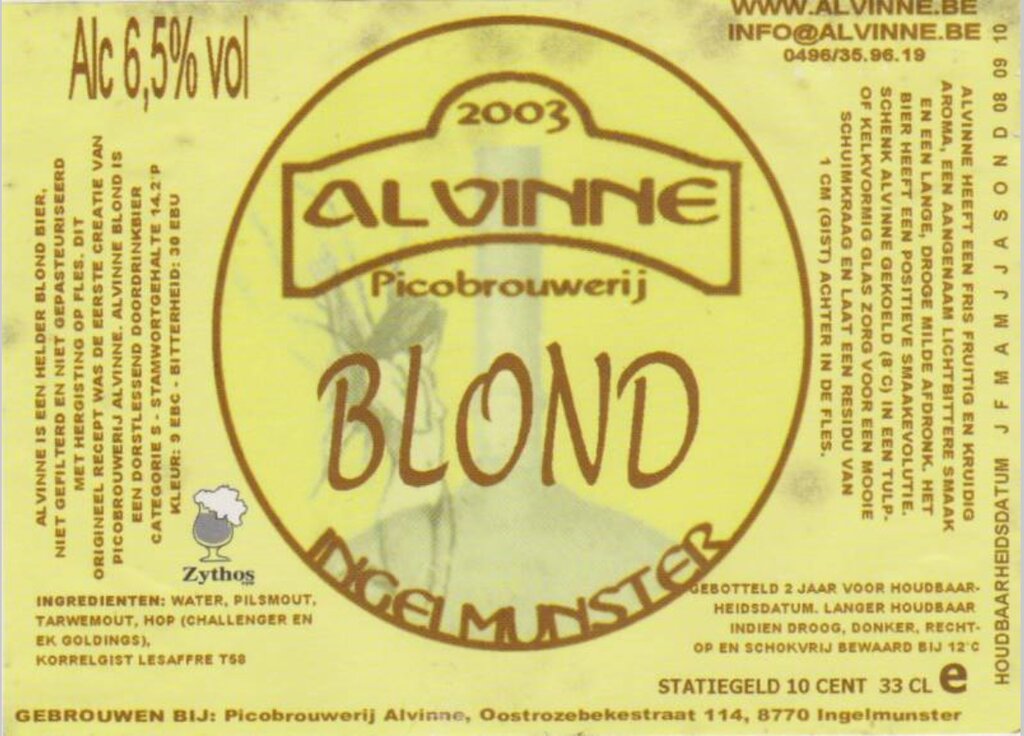 Alc 6,5% vol
WWW.ALVINNE.BE
INFO@ALVINNE.BE
0496/35.96.19
2003
ALVINNE
Picobrouwerij
BLOND
INGELMUNSTER
ALVINNE IS EEN HELDER BLOND BIER,
NIET GEFILTERD EN NIET GEPASTEURISEERD
MET HERGISTING OP FLES. DIT
ORIGINEEL RECEPT WAS DE EERSTE CREATIE VAN
PICOBROUWERIJ ALVINNE. ALVINNE BLOND IS
EEN DORSTLESSEND DOORDRINKBIER
CATEGORIE S - STAMWORTGEHALTE 14.2 P
KLEUR: 9 EBC - BITTERHEID: 30 EBU
Zythos
INGREDIENTEN: WATER, PILSMOUT,
TARWEMOUT, HOP (CHALLENGER EN
EK GOLDINGS),
KORRELGIST LESAFFRE T58
ALVINNE HEEFT EEN FRIS FRUITIG EN KRUIDIG
AROMA, EEN AANGENAAM LICHTBITTERE SMAAK
EN EEN LANGE, DROGE MILDE AFDRONK. HET
BIER HEEFT EEN POSITIEVE SMAAKEVOLUTIE.
SCHENK ALVINNE GEKOELD (8°C) IN EEN TULP-
OF KELKVORMIG GLAS ZORG VOOR EEN MOOIE
SCHUIMKRAAG EN LAAT EEN RESIDU VAN
1 CM (GIST) ACHTER IN DE FLES.
HOUDBAARHEIDSDATUM J F M A M J J A S O N D 08 09 10
GEBOTTELD 2 JAAR VOOR HOUDBAAR-
HEIDSDATUM. LANGER HOUDBAAR
INDIEN DROOG, DONKER, RECHT-
OP EN SCHOKVRIJ BEWAARD BIJ 12°C
STATIEGELD 10 CENT 33 CL e
GEBROUWEN BIJ: Picobrouwerij Alvinne, Oostrozebekestraat 114, 8770 Ingelmunster